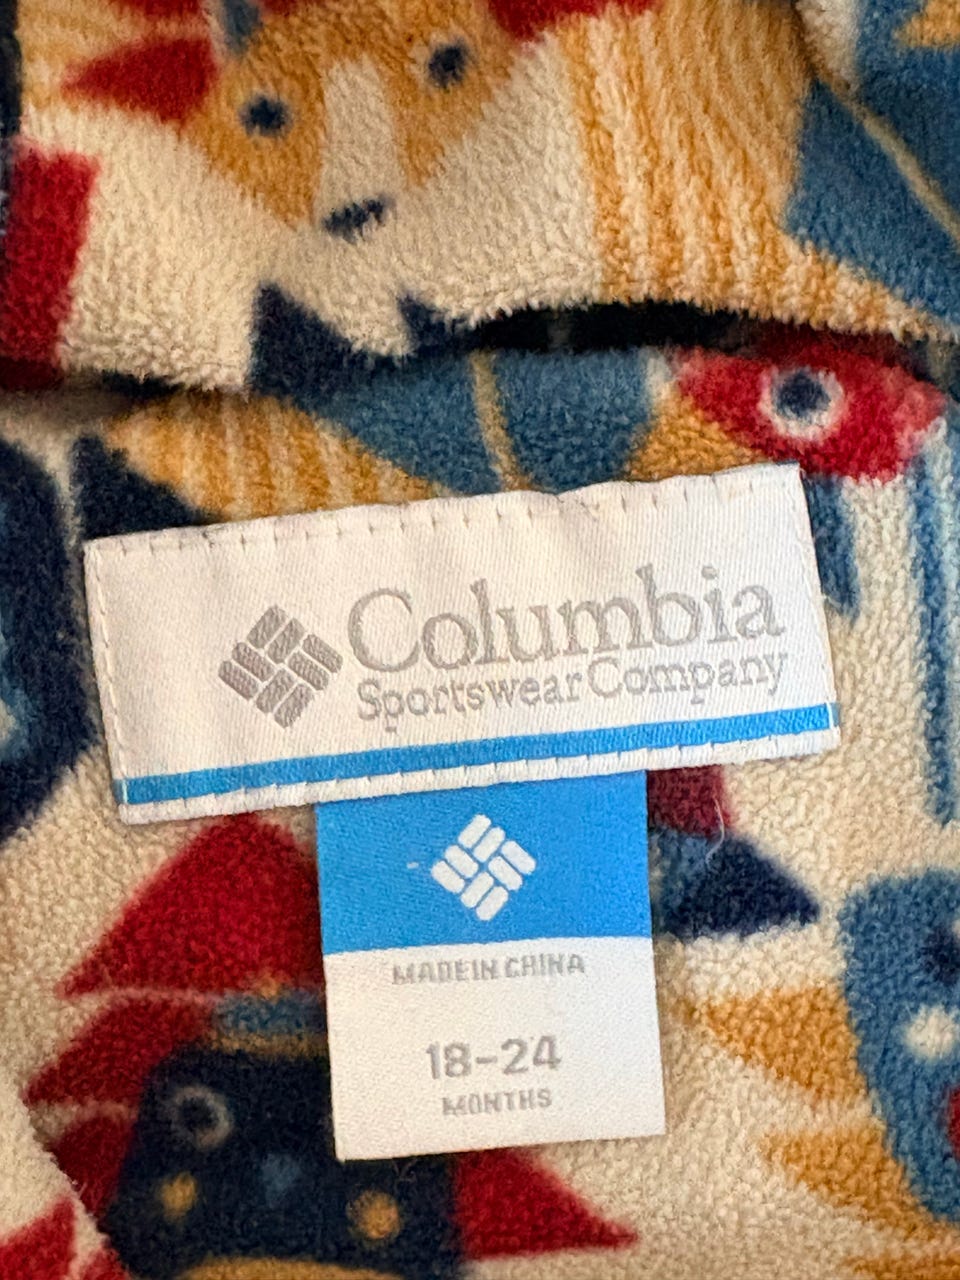 Columbia
Sportswear Company
MADE IN CHINA
18-24
MONTHS